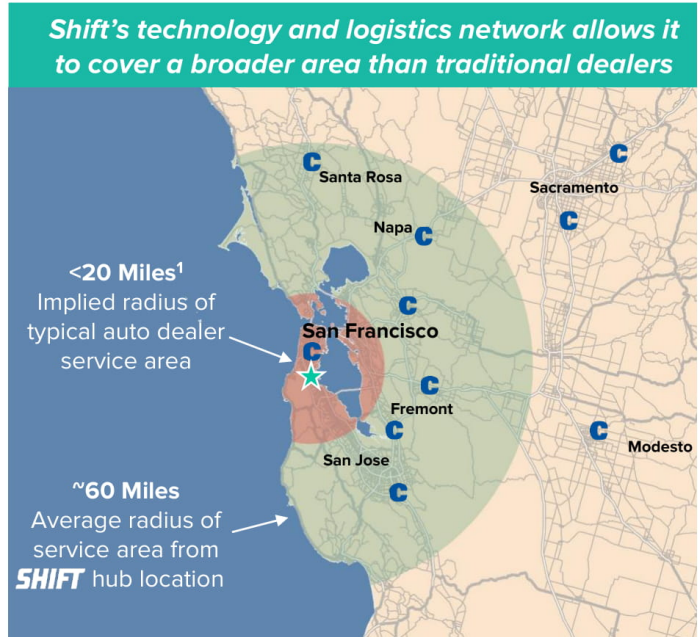 Shift's technology and logistics network allows it
to cover a broader area than traditional dealers
C
Santa Rosa
C
Sacramento
C
Napa
C
<20 Miles¹
Implied radius of
typical auto dealer
service area
C
San Francisco
C
C
Fremont
C
C
Modesto
San Jose
C
~60 Miles
Average radius of
service area from
SHIFT hub location